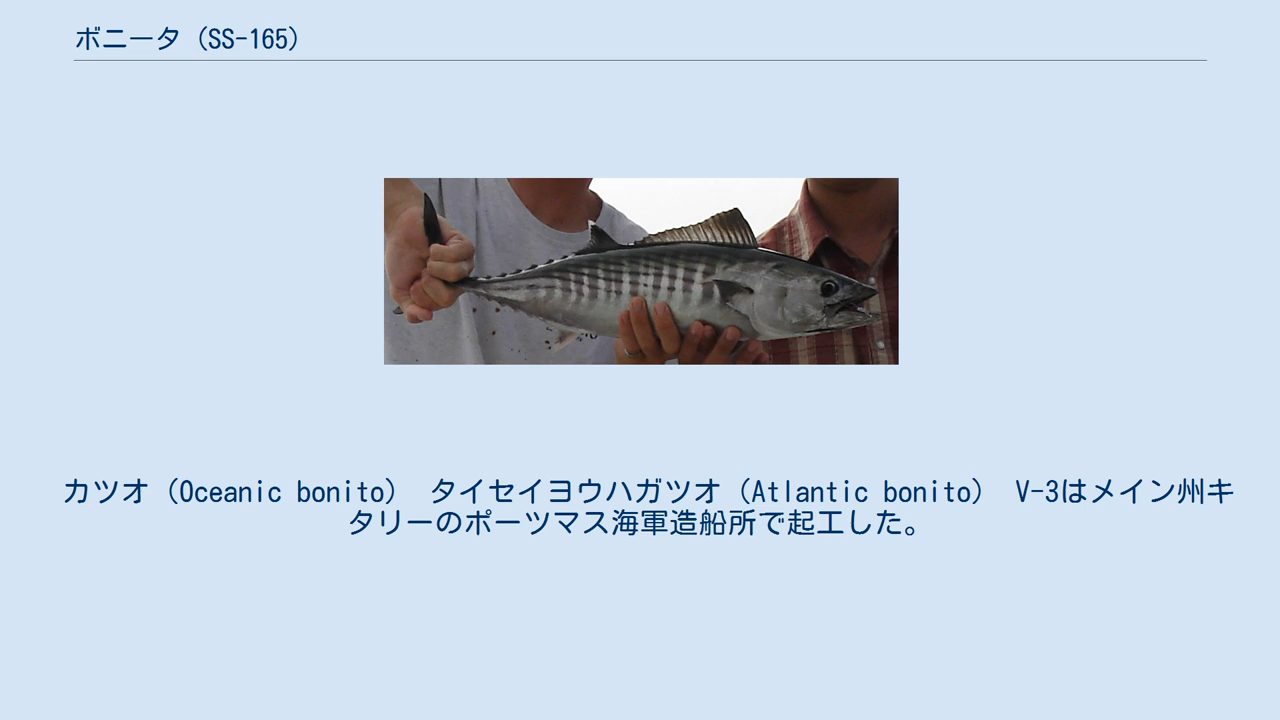 ボニータ（SS-165）
カツオ（Oceanic bonito） タイセイヨウハガツオ（Atlantic bonito） V-3はメイン州キ
タリーのポーツマス海軍造船所で起工した。